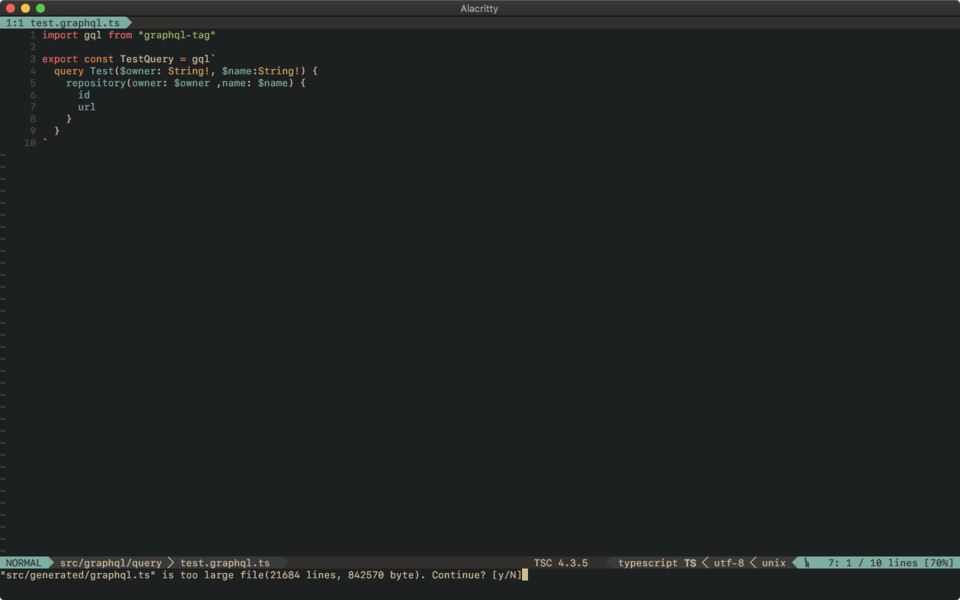 Alacritty
1:1 test.graphql.ts
1 import gql from "graphql-tag"
2
3 export const TestQuery = gql`
4 query Test($owner: String!, $name:String!) {
5 repository(owner: $owner ,name: $name) {
6 id
7 url
8 }
9 }
10 `
NORMAL src/graphql/query test.graphql.ts TSC 4.3.5 typescript TS utf-8 unix 7: 1 / 10 lines [70%]
"src/generated/graphql.ts" is too large file(21684 lines, 842570 byte). Continue? [y/N]